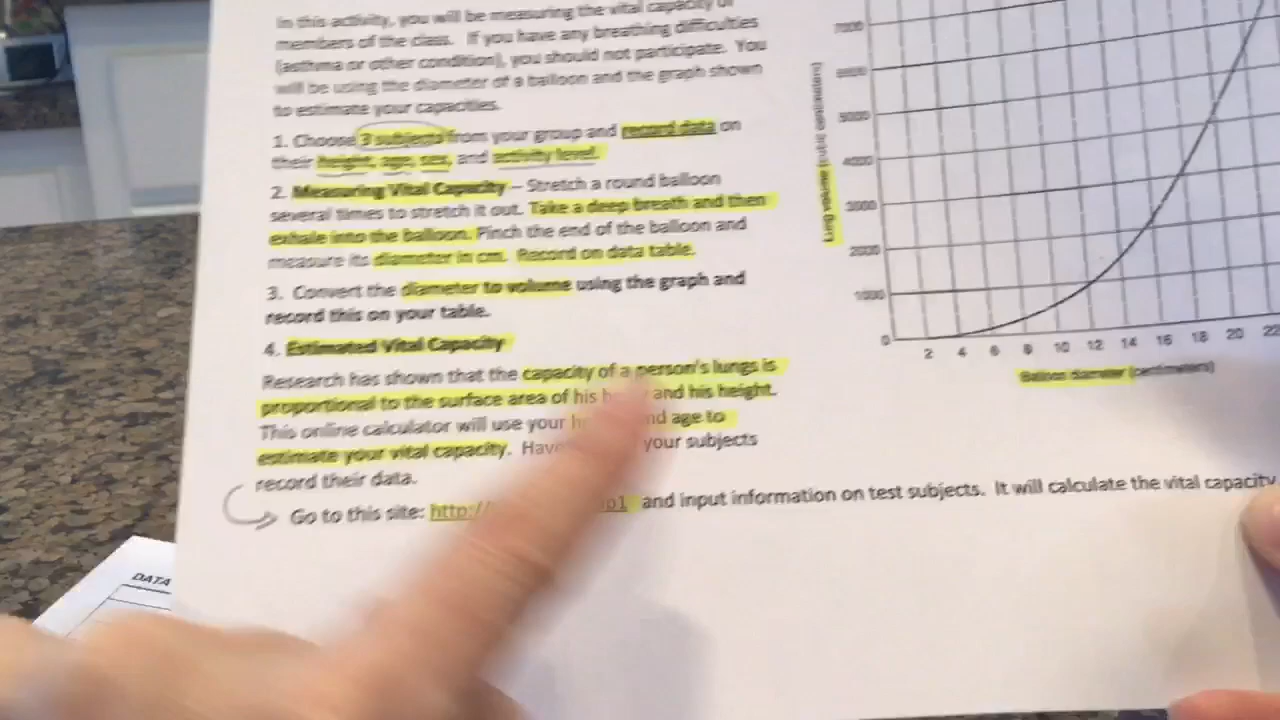 In this activity, you will be measuring the vital capacity of
members of the class. If you have any breathing difficulties
(asthma or other condition), you should not participate. You
will be using the diameter of a balloon and the graph shown
to estimate your capacities.
1. Choose 3 subjects from your group and record data on
their height, age, sex, and activity level.
2. Measuring Vital Capacity – Stretch a round balloon
several times to stretch it out. Take a deep breath and then
exhale into the balloon. Pinch the end of the balloon and
measure its diameter in cm. Record on data table.
3. Convert the diameter to volume using the graph and
record this on your table.
4. Estimated Vital Capacity
Research has shown that the capacity of a person's lungs is
proportional to the surface area of his and his height.
This online calculator will use your age to
estimate your vital capacity. your subjects
record their data.
Go to this site: http:// and input information on test subjects. It will calculate the vital capacity
7000
6000
5000
4000
3000
2000
1000
0
2 4 6 8 10 12 14 16 18 20 22
Lung volume (cubic centimeters)
Balloon diameter (centimeters)
DATA